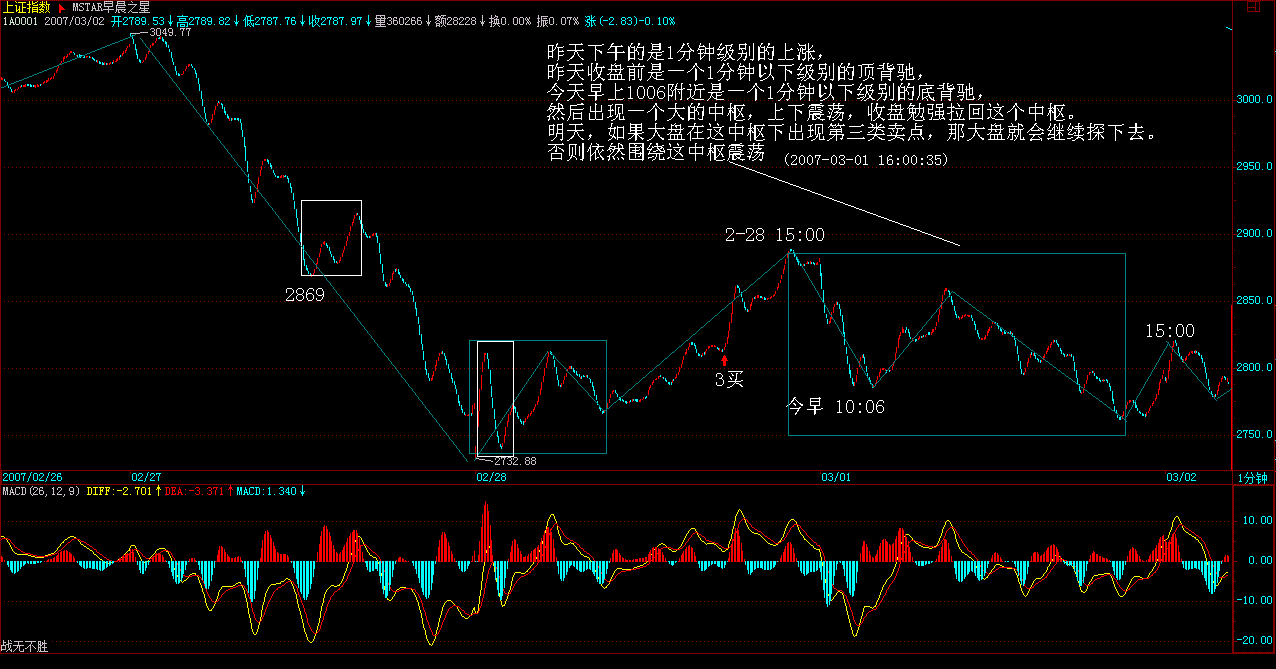 上证指数 MSTAR早晨之星
1A0001 2007/03/02 开2789.53↓高2789.82↓低2787.76↓收2787.97↓量360266↓额28228↓换0.00% 振0.07% 涨(-2.83)-0.10%
3049.77
昨天下午的是1分钟级别的上涨，
昨天收盘前是一个1分钟以下级别的顶背驰，
今天早上1006附近是一个1分钟以下级别的底背驰，
然后出现一个大的中枢，上下震荡，收盘勉强拉回这个中枢。
明天，如果大盘在这中枢下出现第三类卖点，那大盘就会继续探下去。
否则依然围绕这中枢震荡 (2007-03-01 16:00:35)
3000.0
2950.0
2900.0
2850.0
2800.0
2750.0
2-28 15:00
2869
15:00
3买
今早 10:06
2732.88
2007/02/26 02/27 02/28 03/01 03/02 1分钟
MACD(26,12,9) DIFF:-2.701↑DEA:-3.371↑MACD:1.340↓
10.00
0.00
-10.00
-20.00
战无不胜